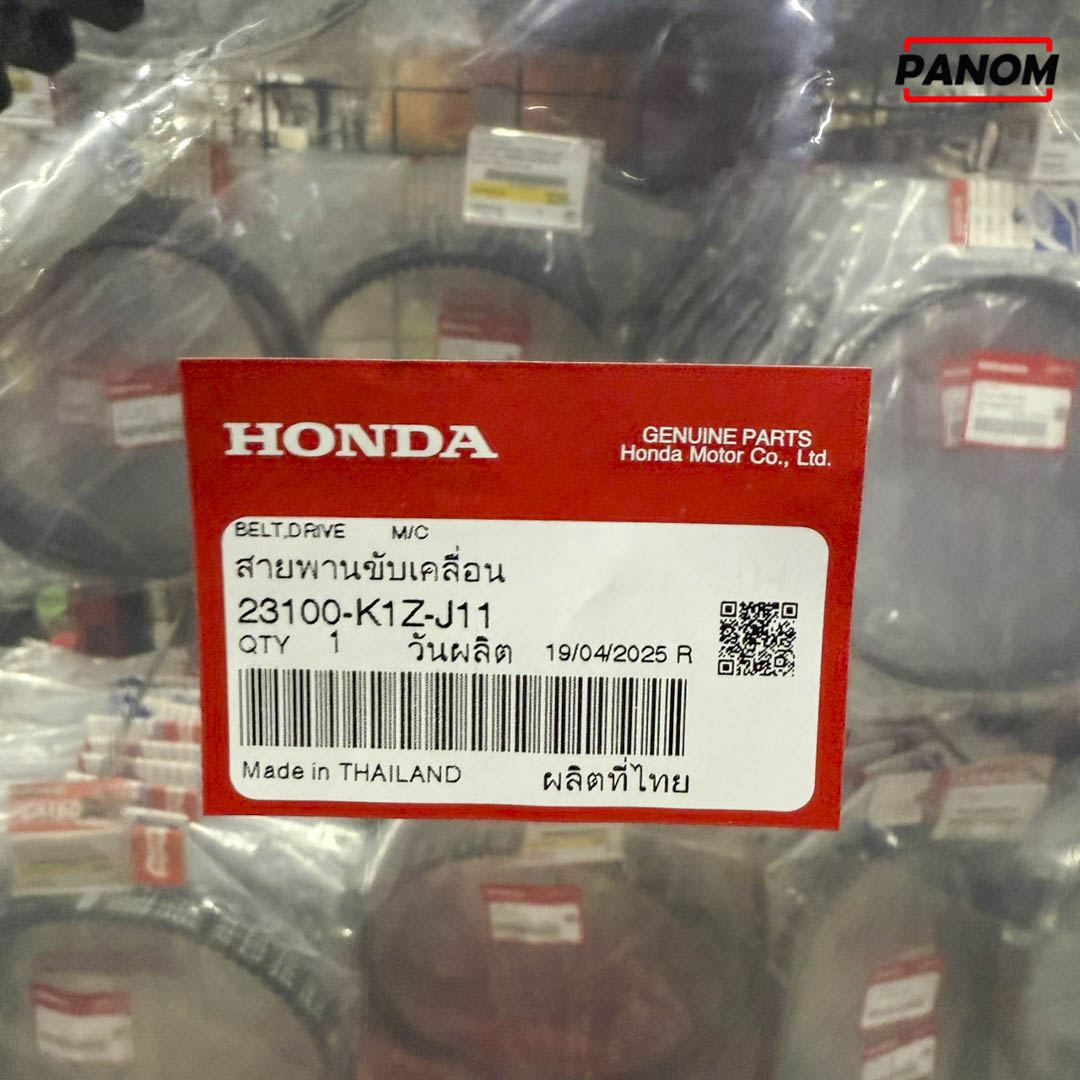 PANOM
HONDA
GENUINE PARTS
Honda Motor Co., Ltd.
BELT,DRIVE M/C
สายพานขับเคลื่อน
23100-K1Z-J11
QTY 1 วันผลิต 19/04/2025 R
Made in THAILAND ผลิตที่ไทย